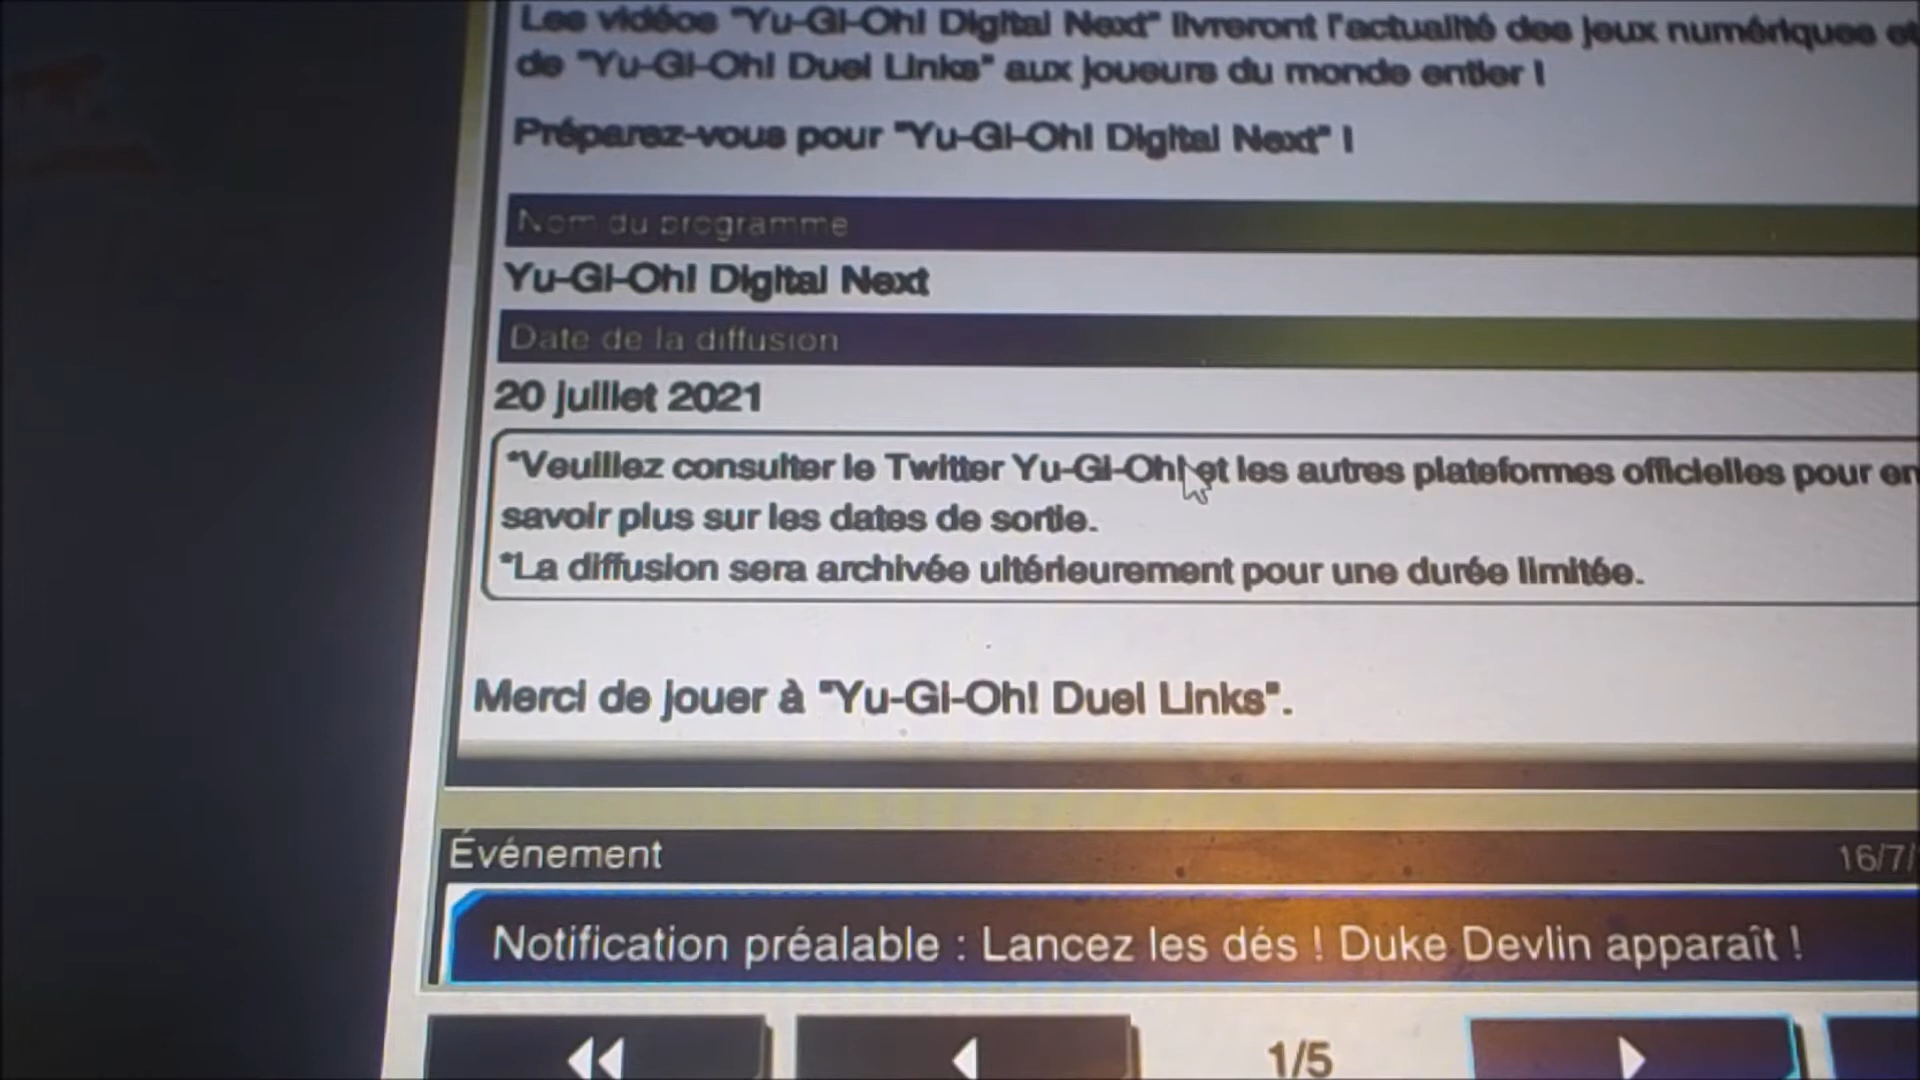 Les vidéos "Yu-Gi-Oh! Digital Next" livreront l'actualité des jeux numériques et
de "Yu-Gi-Oh! Duel Links" aux joueurs du monde entier !
Préparez-vous pour "Yu-Gi-Oh! Digital Next" !
Nom du programme
Yu-Gi-Oh! Digital Next
Date de la diffusion
20 juillet 2021
*Veuillez consulter le Twitter Yu-Gi-Oh! et les autres plateformes officielles pour en
savoir plus sur les dates de sortie.
*La diffusion sera archivée ultérieurement pour une durée limitée.
Merci de jouer à "Yu-Gi-Oh! Duel Links".
Événement
16/7/
Notification préalable : Lancez les dés ! Duke Devlin apparaît !
1/5